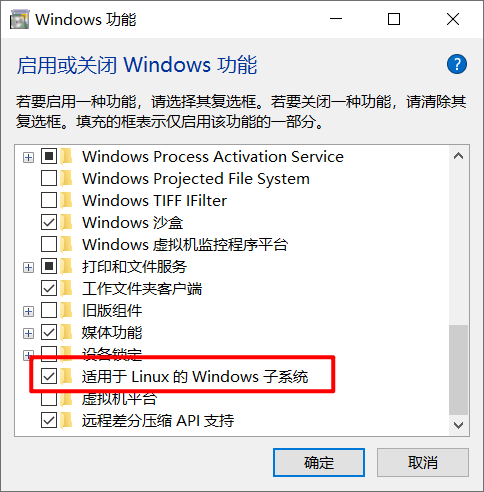 Windows 功能
启用或关闭 Windows 功能
?
若要启用一种功能，请选择其复选框。若要关闭一种功能，请清除其
复选框。填充的框表示仅启用该功能的一部分。
Windows Process Activation Service
Windows Projected File System
Windows TIFF IFilter
Windows 沙盒
Windows 虚拟机监控程序平台
打印和文件服务
工作文件夹客户端
旧版组件
媒体功能
设备锁定
适用于 Linux 的 Windows 子系统
虚拟机平台
远程差分压缩 API 支持
确定
取消